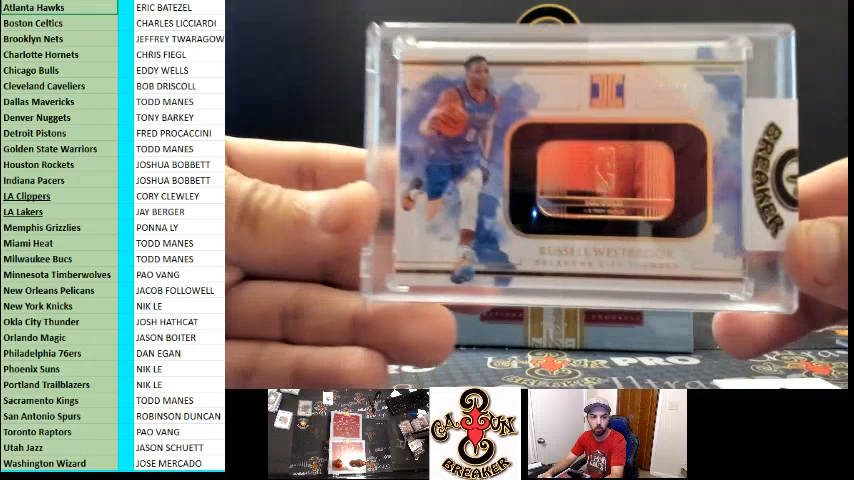 Atlanta Hawks ERIC BATEZEL
Boston Celtics CHARLES LICCIARDI
Brooklyn Nets JEFFREY TWARAGOW
Charlotte Hornets CHRIS FIEGL
Chicago Bulls EDDY WELLS
Cleveland Caveliers BOB DRISCOLL
Dallas Mavericks TODD MANES
Denver Nuggets TONY BARKEY
Detroit Pistons FRED PROCACCINI
Golden State Warriors TODD MANES
Houston Rockets JOSHUA BOBBETT
Indiana Pacers JOSHUA BOBBETT
LA Clippers CORY CLEWLEY
LA Lakers JAY BERGER
Memphis Grizzlies PONNA LY
Miami Heat TODD MANES
Milwaukee Bucs TODD MANES
Minnesota Timberwolves PAO VANG
New Orleans Pelicans JACOB FOLLOWELL
New York Knicks NIK LE
Okla City Thunder JOSH HATHCAT
Orlando Magic JASON BOITER
Philadelphia 76ers DAN EGAN
Phoenix Suns NIK LE
Portland Trailblazers NIK LE
Sacramento Kings TODD MANES
San Antonio Spurs ROBINSON DUNCAN
Toronto Raptors PAO VANG
Utah Jazz JASON SCHUETT
Washington Wizard JOSE MERCADO
RUSSELL WESTBROOK
OKLAHOMA CITY THUNDER
BREAKER
PRO
CAJUN
BREAKER